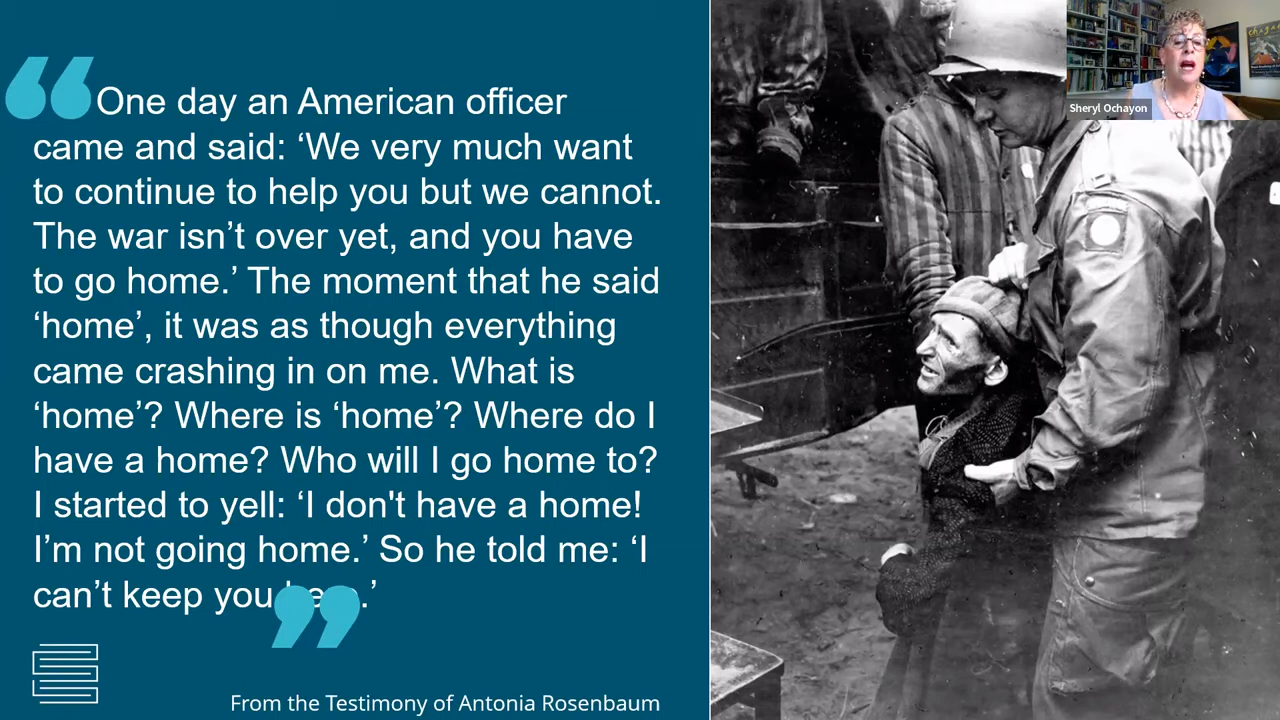 One day an American officer
came and said: ‘We very much want
to continue to help you but we cannot.
The war isn’t over yet, and you have
to go home.’ The moment that he said
‘home’, it was as though everything
came crashing in on me. What is
‘home’? Where is ‘home’? Where do I
have a home? Who will I go home to?
I started to yell: ‘I don't have a home!
I’m not going home.’ So he told me: ‘I
can’t keep you .’
From the Testimony of Antonia Rosenbaum
Sheryl Ochayon